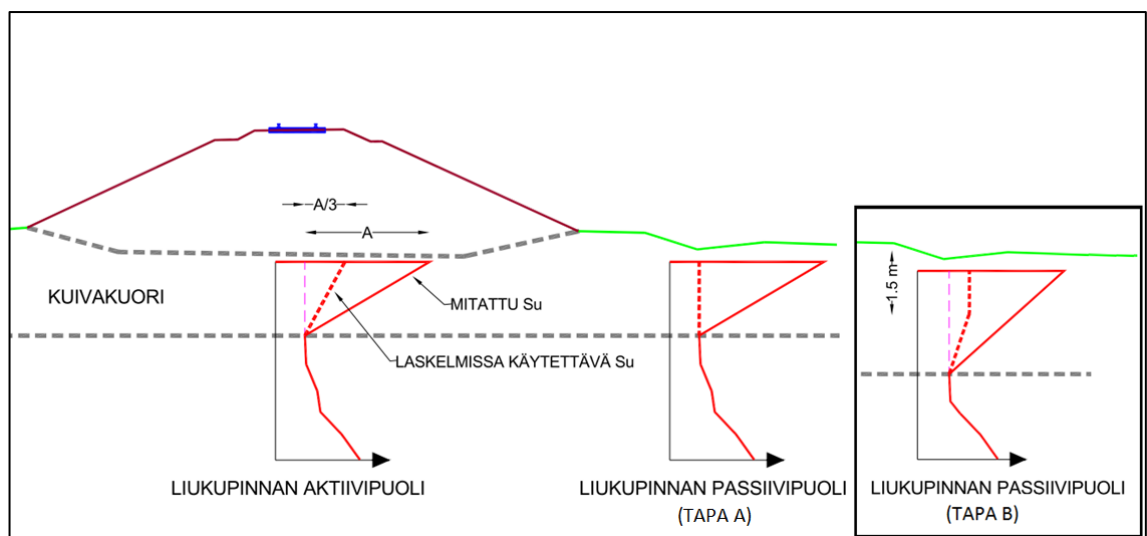 A/3
A
KUIVAKUORI
MITATTU Su
LASKELMISSA KÄYTETTÄVÄ Su
1.5 m
LIUKUPINNAN AKTIIVIPUOLI
LIUKUPINNAN PASSIIVIPUOLI
(TAPA A)
LIUKUPINNAN PASSIIVIPUOLI
(TAPA B)